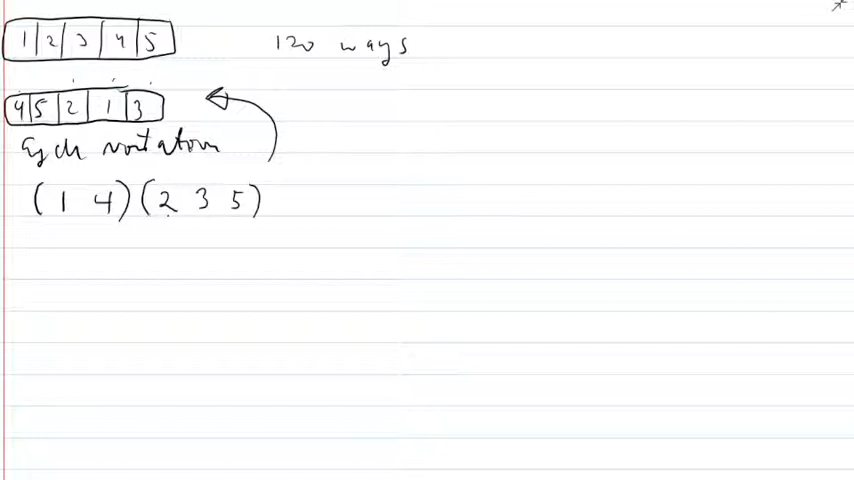 1 2 3 4 5 120 ways
4 5 2 1 3
Cycle notation
(1 4)(2 3 5)